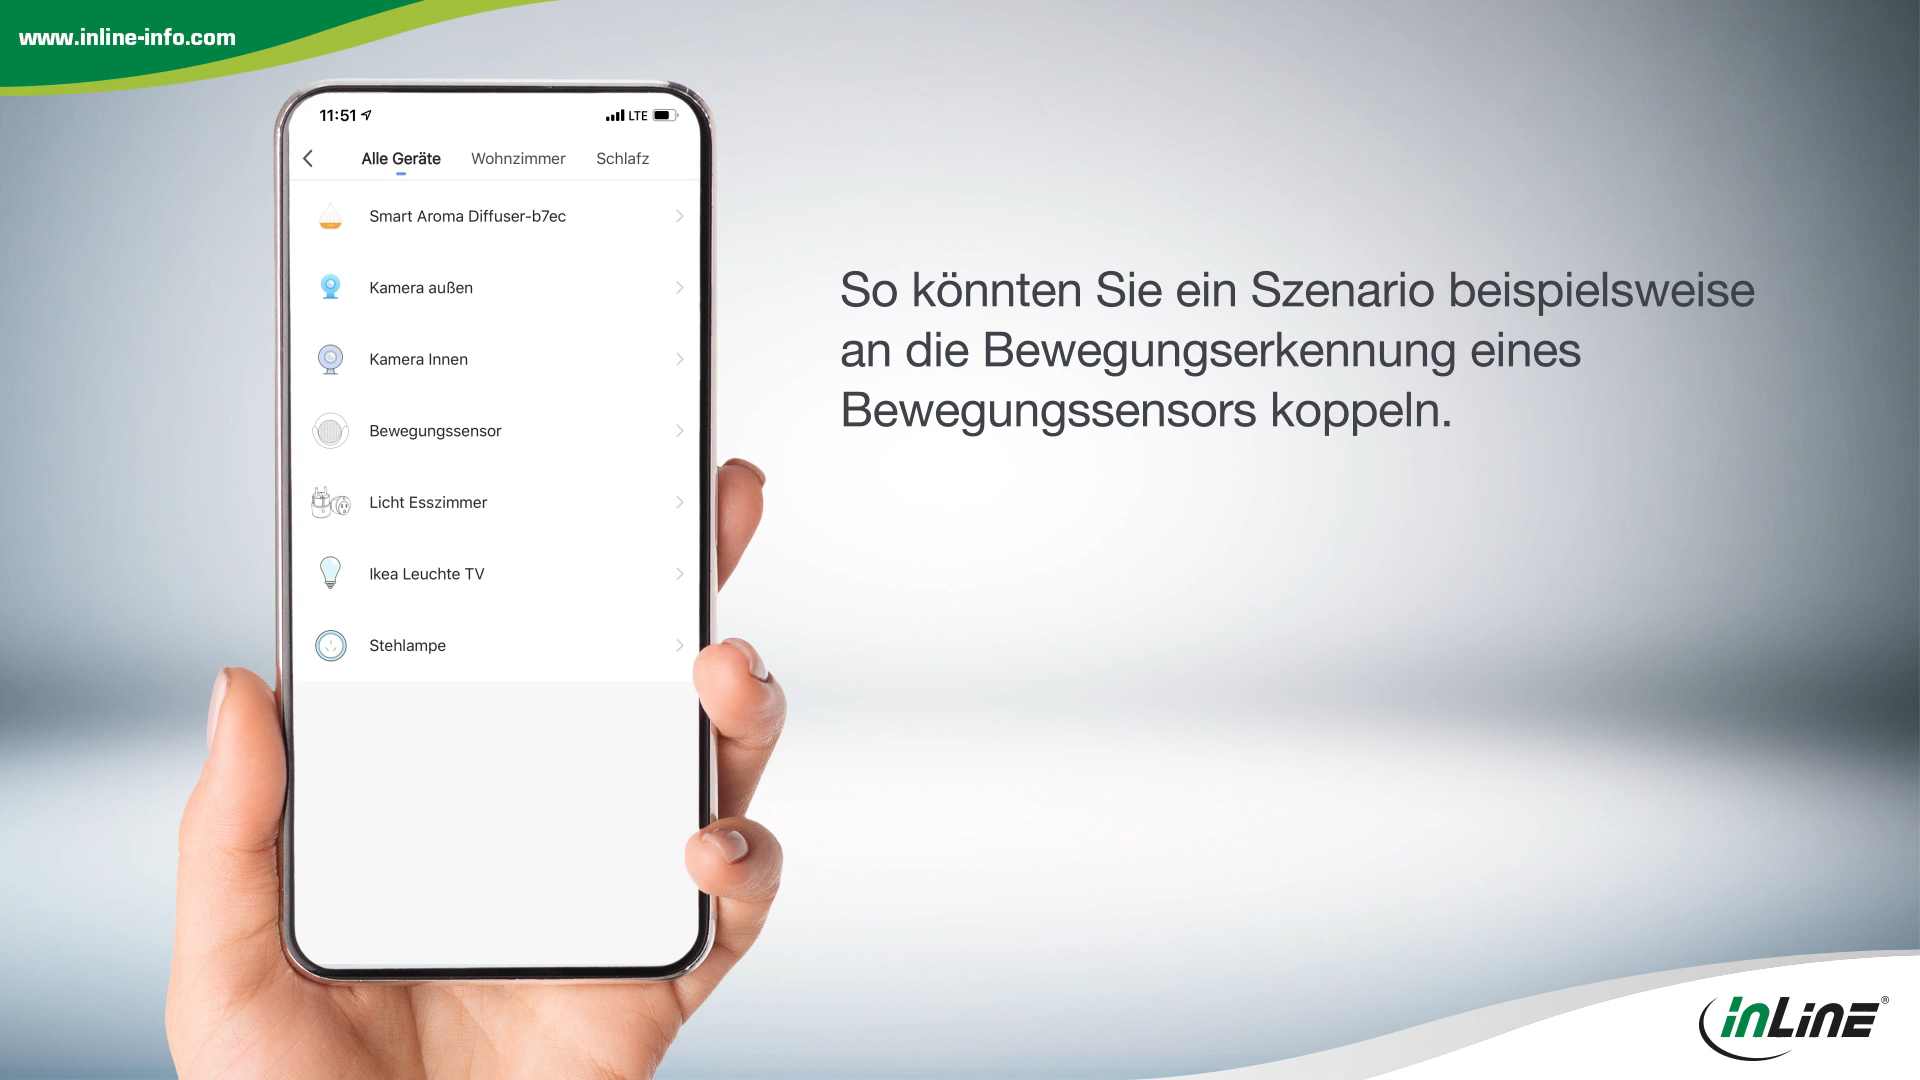 www.inline-info.com
11:51
LTE
Alle Geräte Wohnzimmer Schlafz
Smart Aroma Diffuser-b7ec
Kamera außen
Kamera Innen
Bewegungssensor
Licht Esszimmer
Ikea Leuchte TV
Stehlampe
So könnten Sie ein Szenario beispielsweise
an die Bewegungserkennung eines
Bewegungssensors koppeln.
inLine®